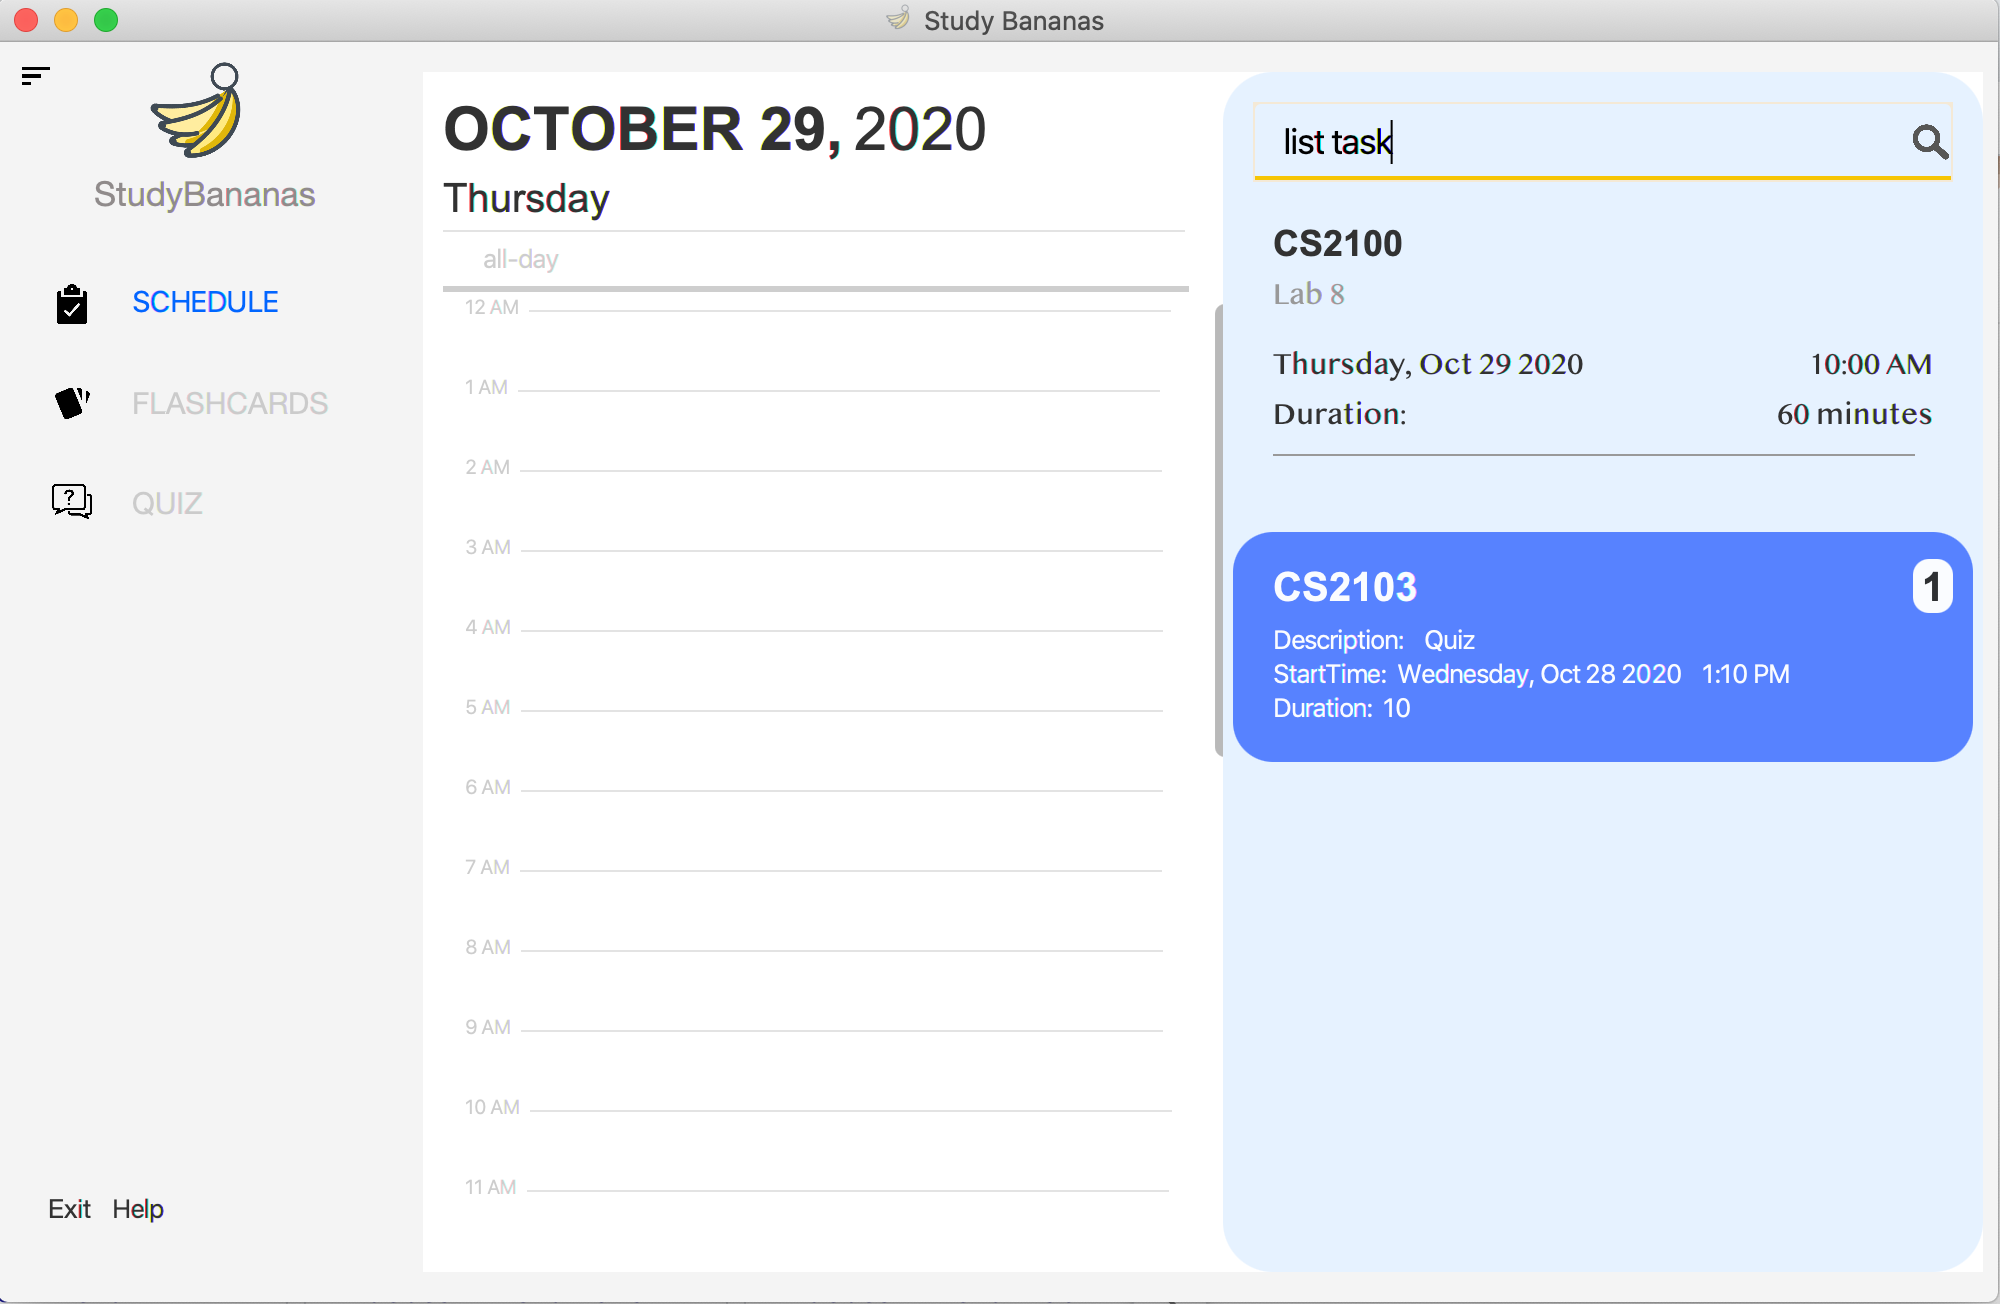 Study Bananas
StudyBananas
SCHEDULE
FLASHCARDS
?
QUIZ
Exit Help
OCTOBER 29, 2020
Thursday
all-day
12 AM
1 AM
2 AM
3 AM
4 AM
5 AM
6 AM
7 AM
8 AM
9 AM
10 AM
11 AM
list task
CS2100
Lab 8
Thursday, Oct 29 2020 10:00 AM
Duration: 60 minutes
CS2103 1
Description: Quiz
StartTime: Wednesday, Oct 28 2020 1:10 PM
Duration: 10